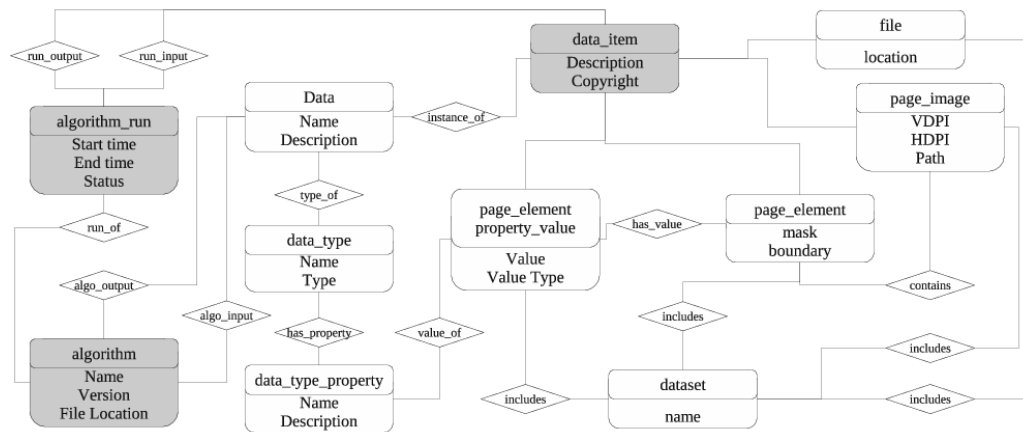 file
location
data_item
Description
Copyright
run_output
run_input
page_image
VDPI
HDPI
Path
Data
Name
Description
instance_of
algorithm_run
Start time
End time
Status
type_of
page_element
property_value
Value
Value Type
has_value
page_element
mask
boundary
run_of
data_type
Name
Type
algo_output
contains
algo_input
has_property
value_of
includes
includes
algorithm
Name
Version
File Location
data_type_property
Name
Description
includes
dataset
name
includes